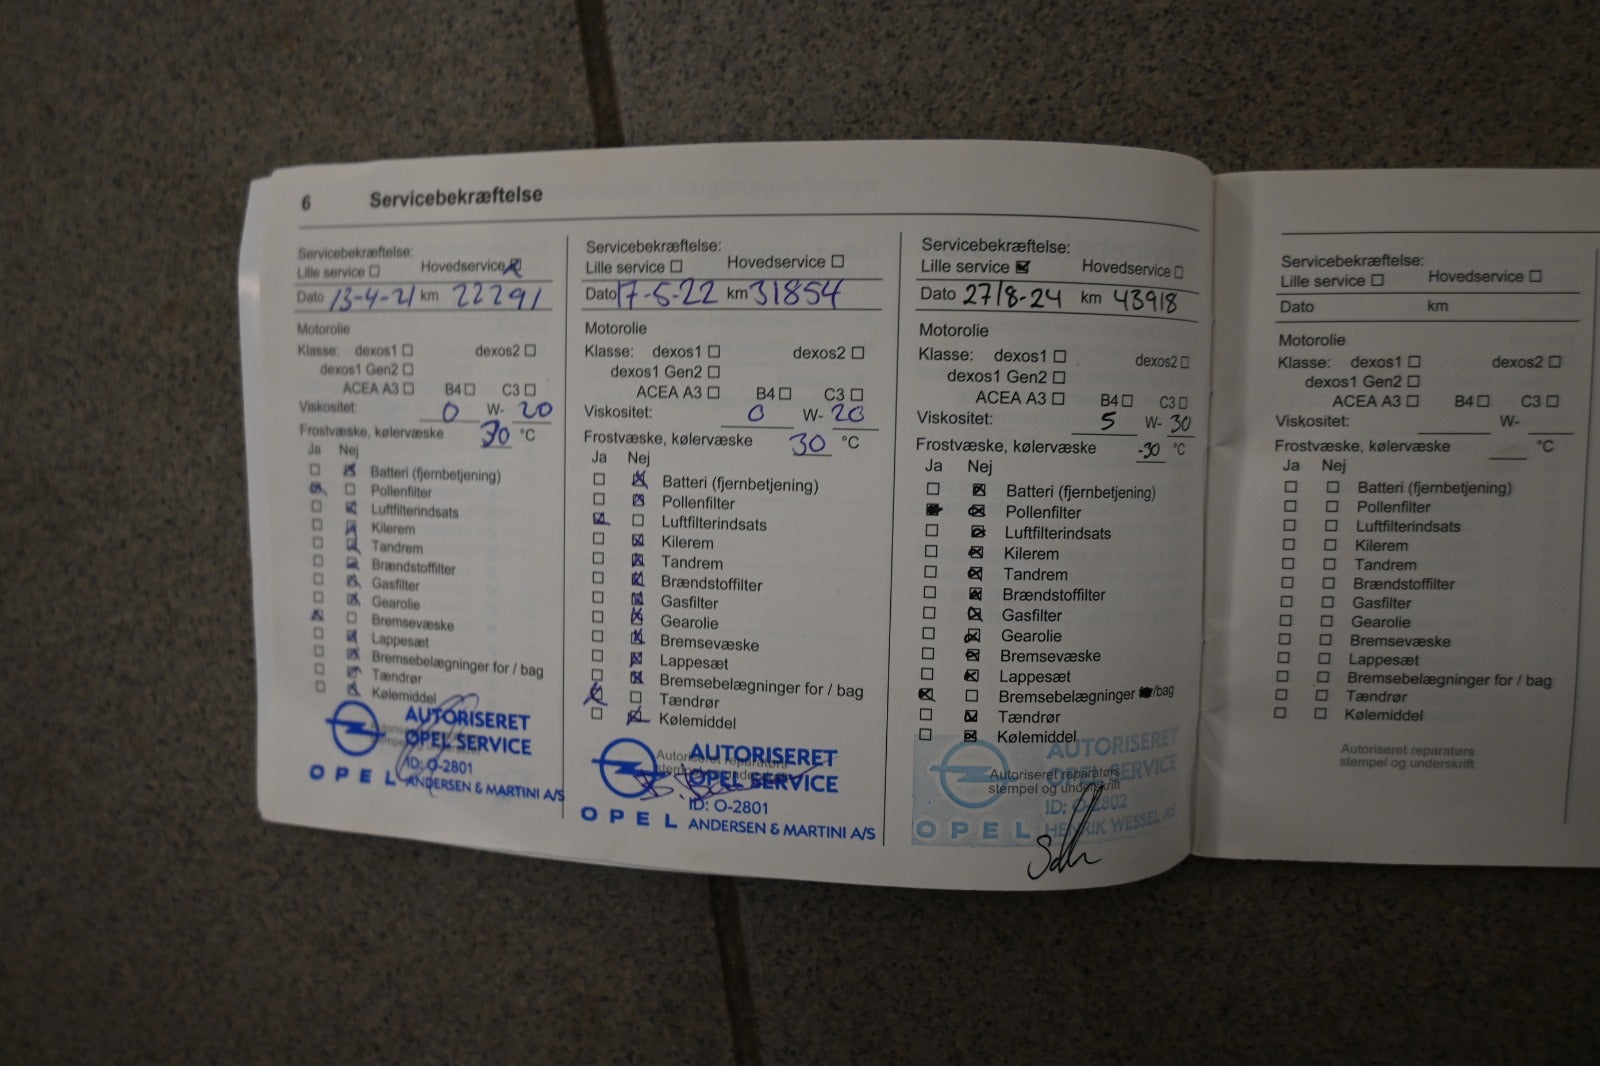 6 Servicebekræftelse
Servicebekræftelse:
Lille service ☐ Hovedservice ☒
Dato 13-4-21 km 22291
Motorolie
Klasse: dexos1 ☐ dexos2 ☐
dexos1 Gen2 ☐
ACEA A3 ☐ B4 ☐ C3 ☐
Viskositet: 0 W- 20
Frostvæske, kølervæske 30 °C
Ja Nej
☐ ☒ Batteri (fjernbetjening)
☒ ☐ Pollenfilter
☐ ☒ Luftfilterindsats
☐ ☒ Kilerem
☐ ☒ Tandrem
☐ ☒ Brændstoffilter
☐ ☒ Gasfilter
☐ ☒ Gearolie
☒ ☐ Bremsevæske
☐ ☒ Lappesæt
☐ ☒ Bremsebelægninger for / bag
☐ ☒ Tændrør
☐ ☒ Kølemiddel
AUTORISERET
OPEL SERVICE
ID: O-2801
OPEL ANDERSEN & MARTINI A/S
Servicebekræftelse:
Lille service ☐ Hovedservice ☐
Dato 17-5-22 km 31854
Motorolie
Klasse: dexos1 ☐ dexos2 ☐
dexos1 Gen2 ☐
ACEA A3 ☐ B4 ☐ C3 ☐
Viskositet: 0 W- 20
Frostvæske, kølervæske 30 °C
Ja Nej
☐ ☒ Batteri (fjernbetjening)
☐ ☒ Pollenfilter
☒ ☐ Luftfilterindsats
☐ ☒ Kilerem
☐ ☒ Tandrem
☐ ☒ Brændstoffilter
☐ ☒ Gasfilter
☐ ☒ Gearolie
☐ ☒ Bremsevæske
☐ ☒ Lappesæt
☐ ☒ Bremsebelægninger for / bag
☒ ☐ Tændrør
☐ ☒ Kølemiddel
Autoriseret reparatørs
AUTORISERET
OPEL SERVICE
ID: O-2801
OPEL ANDERSEN & MARTINI A/S
Servicebekræftelse:
Lille service ☒ Hovedservice ☐
Dato 27/8-24 km 43918
Motorolie
Klasse: dexos1 ☐ dexos2 ☐
dexos1 Gen2 ☐
ACEA A3 ☐ B4 ☐ C3 ☐
Viskositet: 5 W- 30
Frostvæske, kølervæske -30 °C
Ja Nej
☐ ☒ Batteri (fjernbetjening)
☒ ☒ Pollenfilter
☐ ☒ Luftfilterindsats
☐ ☒ Kilerem
☐ ☒ Tandrem
☐ ☒ Brændstoffilter
☐ ☒ Gasfilter
☐ ☒ Gearolie
☐ ☒ Bremsevæske
☐ ☒ Lappesæt
☒ ☐ Bremsebelægninger /bag
☐ ☒ Tændrør
☐ ☒ Kølemiddel
Autoriseret reparatørs
stempel og underskrift
AUTORISERET
OPEL SERVICE
ID: O-2802
OPEL HENRIK WESSEL AS
Servicebekræftelse:
Lille service ☐ Hovedservice ☐
Dato km
Motorolie
Klasse: dexos1 ☐ dexos2 ☐
dexos1 Gen2 ☐
ACEA A3 ☐ B4 ☐ C3 ☐
Viskositet: W-
Frostvæske, kølervæske °C
Ja Nej
☐ ☐ Batteri (fjernbetjening)
☐ ☐ Pollenfilter
☐ ☐ Luftfilterindsats
☐ ☐ Kilerem
☐ ☐ Tandrem
☐ ☐ Brændstoffilter
☐ ☐ Gasfilter
☐ ☐ Gearolie
☐ ☐ Bremsevæske
☐ ☐ Lappesæt
☐ ☐ Bremsebelægninger for / bag
☐ ☐ Tændrør
☐ ☐ Kølemiddel
Autoriseret reparatørs
stempel og underskrift